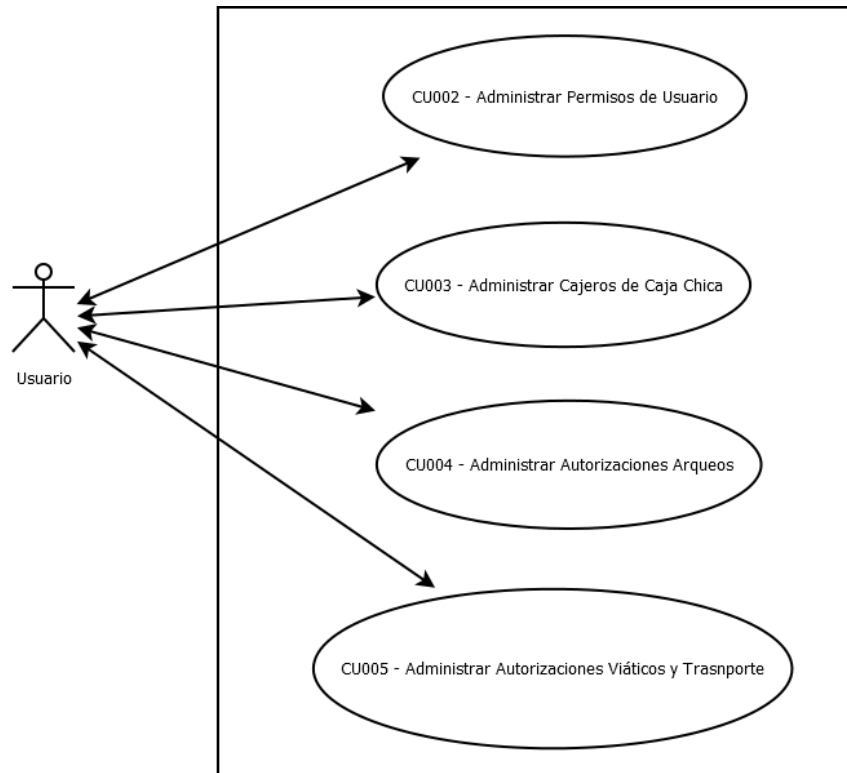 CU002 - Administrar Permisos de Usuario
CU003 - Administrar Cajeros de Caja Chica
Usuario
CU004 - Administrar Autorizaciones Arqueos
CU005 - Administrar Autorizaciones Viáticos y Trasnporte